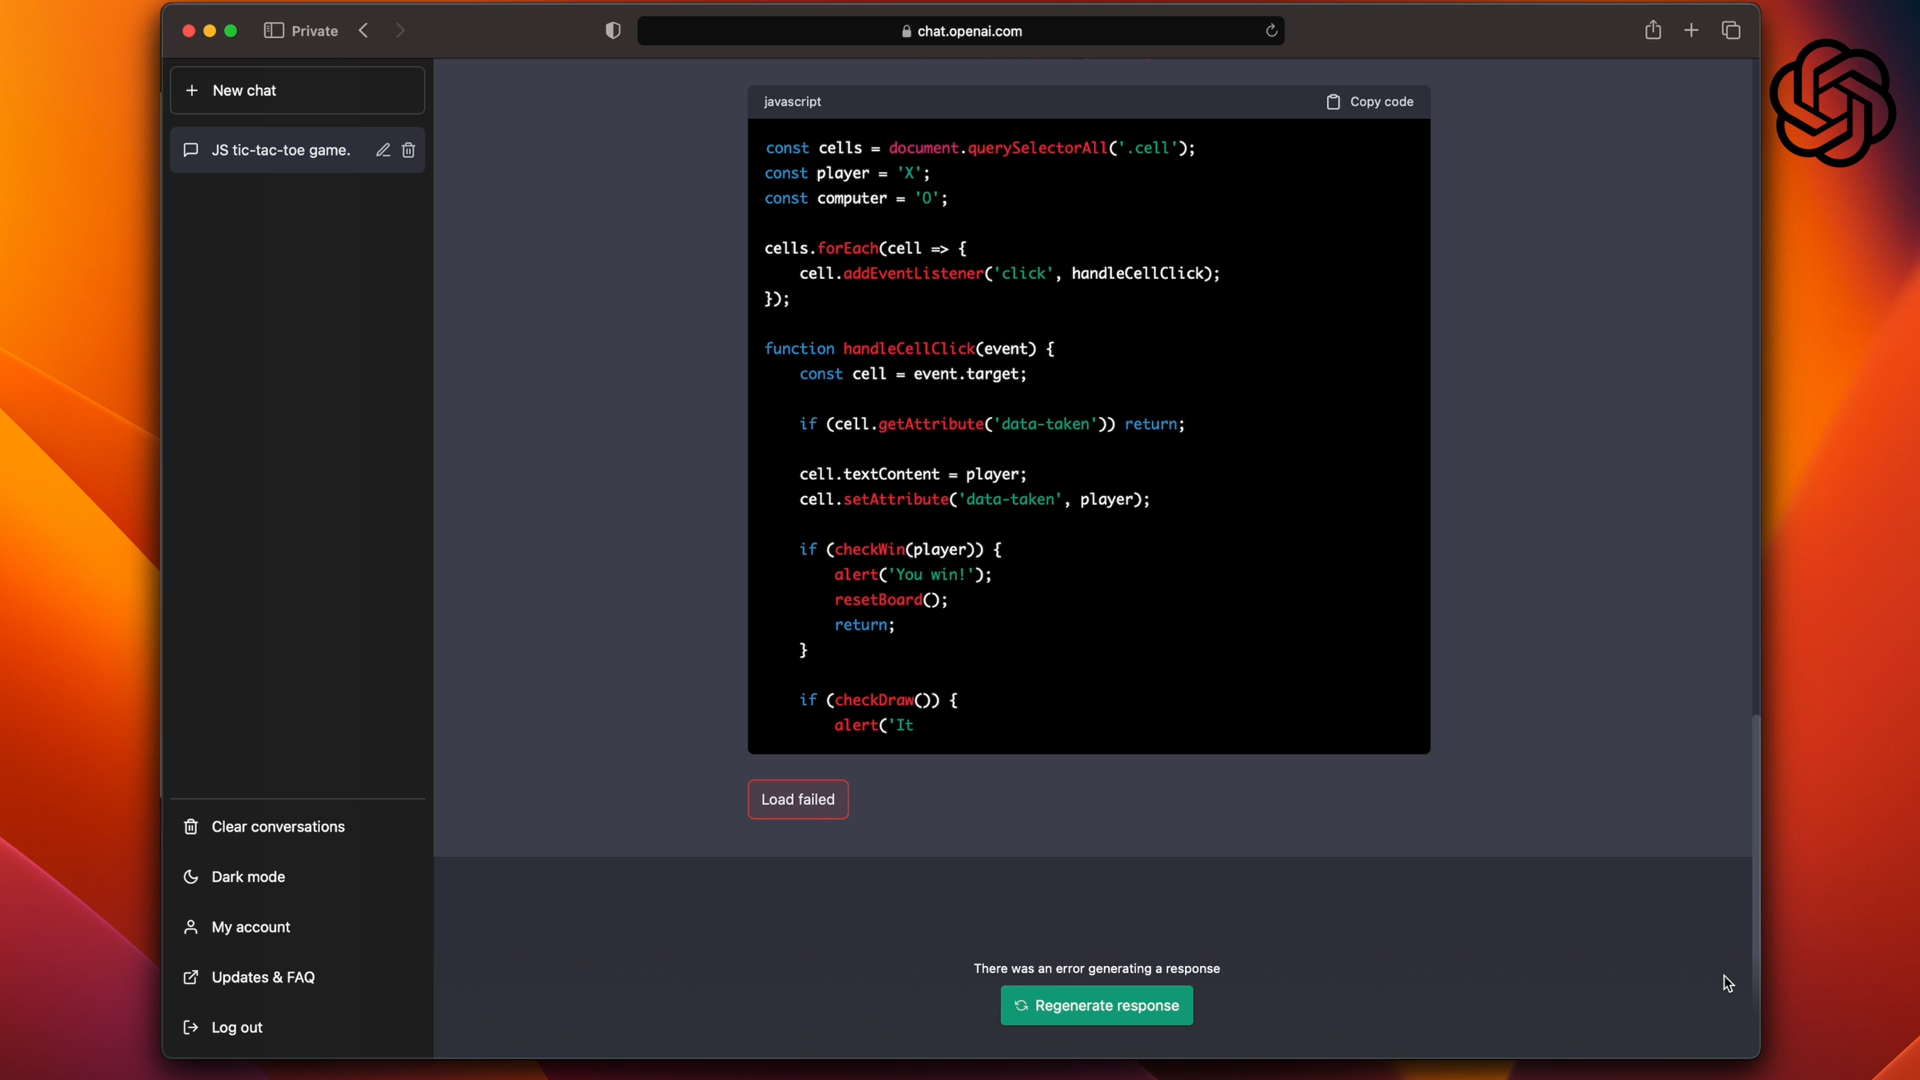 Private
chat.openai.com
New chat
JS tic-tac-toe game.
javascript
Copy code
const cells = document.querySelectorAll('.cell');
const player = 'X';
const computer = 'O';
cells.forEach(cell => {
    cell.addEventListener('click', handleCellClick);
});
function handleCellClick(event) {
    const cell = event.target;
    if (cell.getAttribute('data-taken')) return;
    cell.textContent = player;
    cell.setAttribute('data-taken', player);
    if (checkWin(player)) {
        alert('You win!');
        resetBoard();
        return;
    }
    if (checkDraw()) {
        alert('It
Load failed
Clear conversations
Dark mode
My account
Updates & FAQ
Log out
There was an error generating a response
Regenerate response